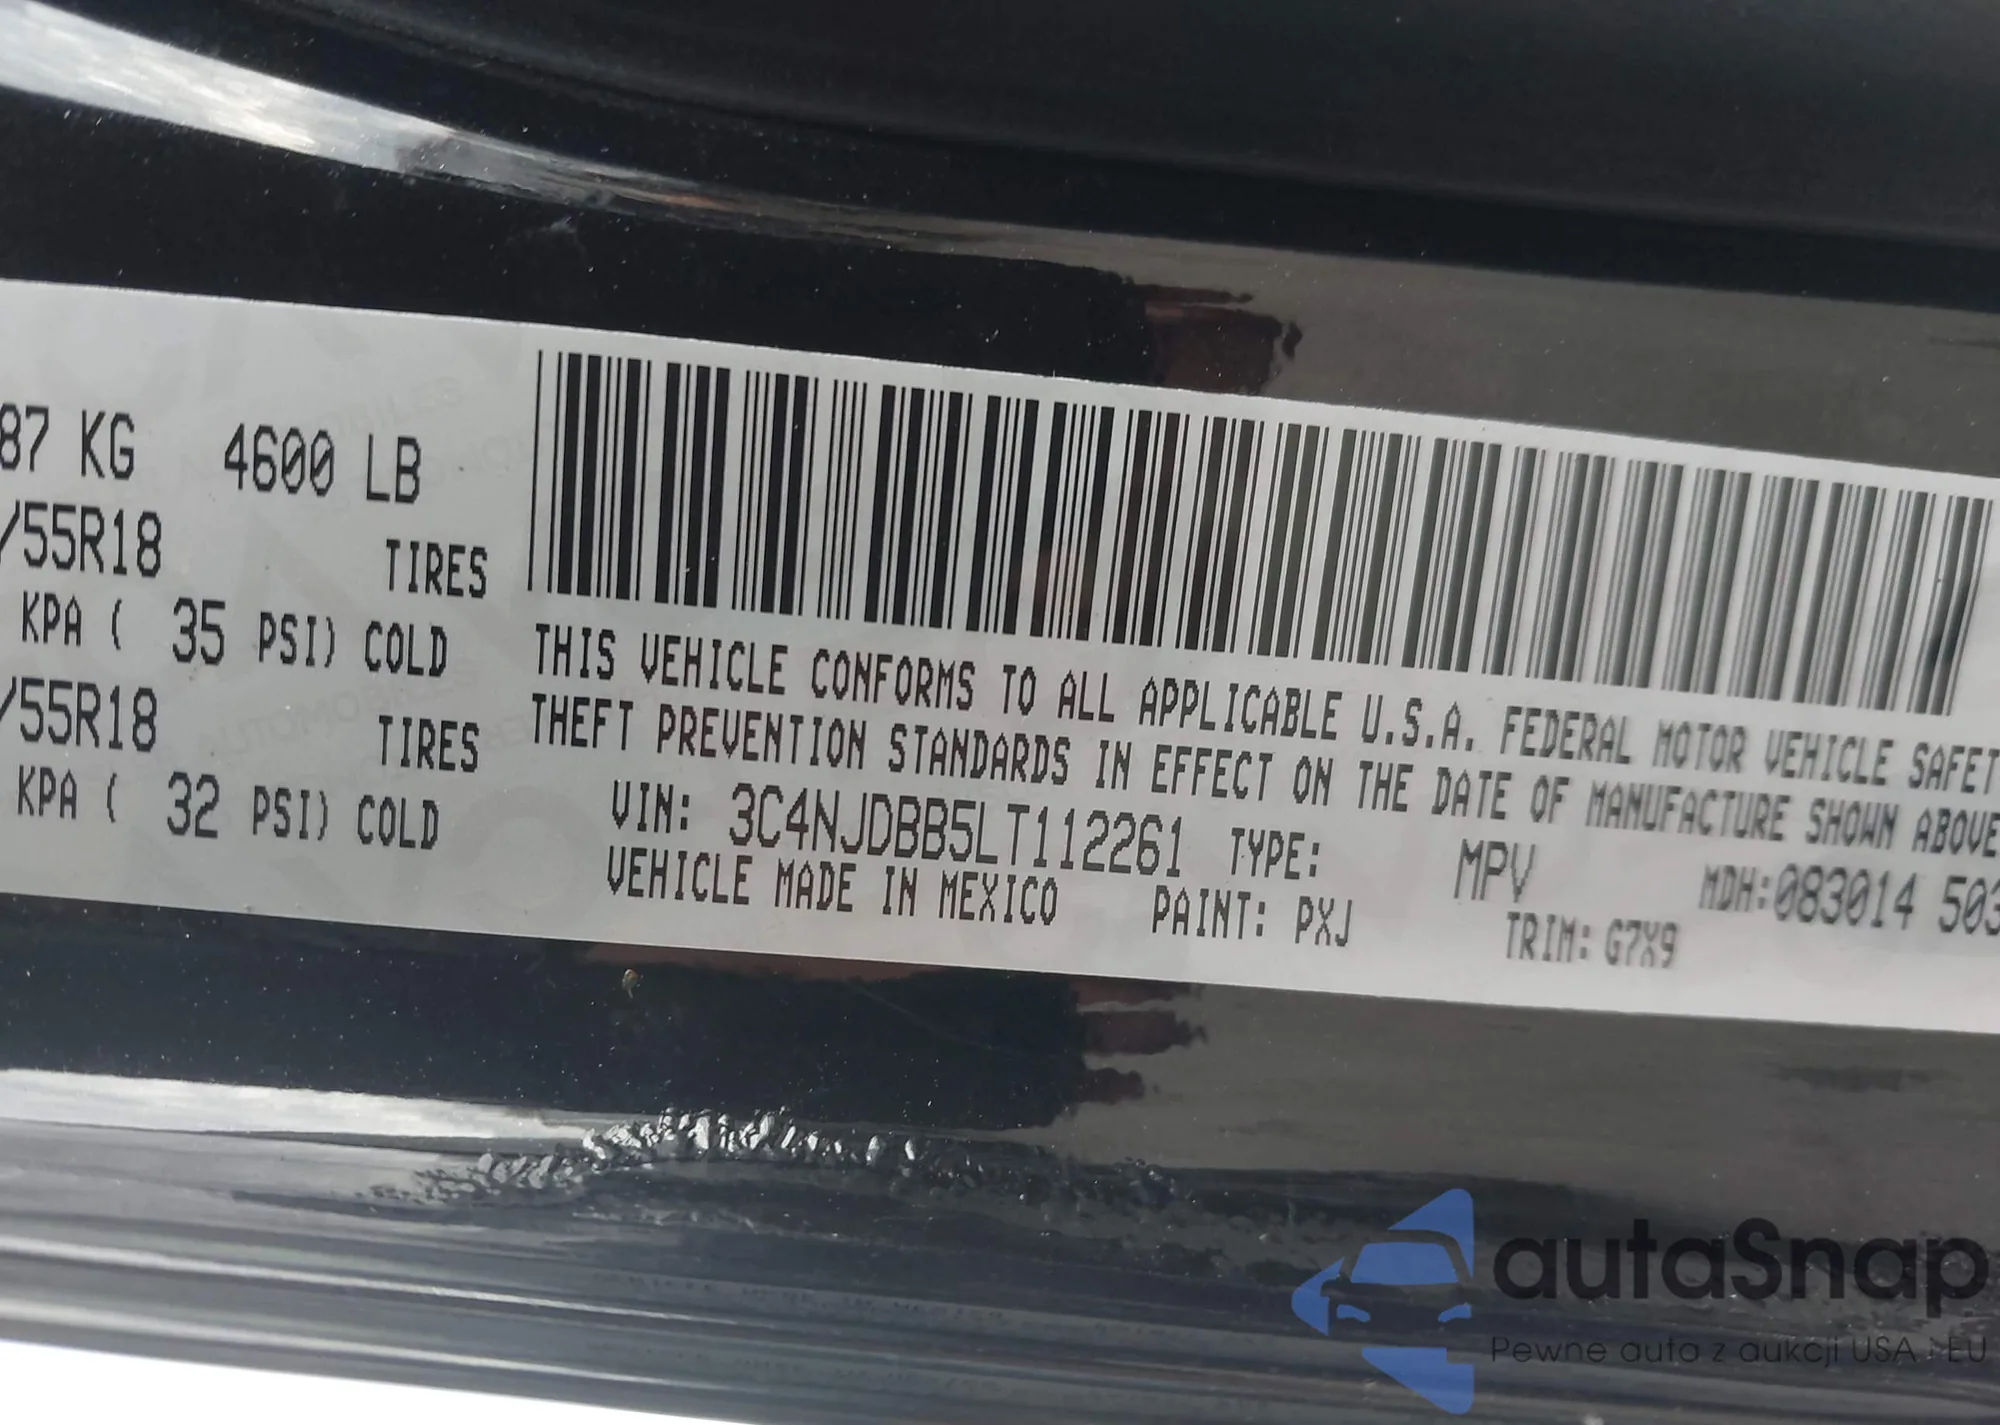 87 KG 4600 LB
/55R18 TIRES
KPA ( 35 PSI) COLD
/55R18 TIRES
KPA ( 32 PSI) COLD
THIS VEHICLE CONFORMS TO ALL APPLICABLE U.S.A. FEDERAL MOTOR VEHICLE SAFET
THEFT PREVENTION STANDARDS IN EFFECT ON THE DATE OF MANUFACTURE SHOWN ABOVE
VIN: 3C4NJDBB5LT112261 TYPE: MPV MDH:083014 503
VEHICLE MADE IN MEXICO PAINT: PXJ TRIM: G7X9
autaSnap
Pewne auto z aukcji USA i EU